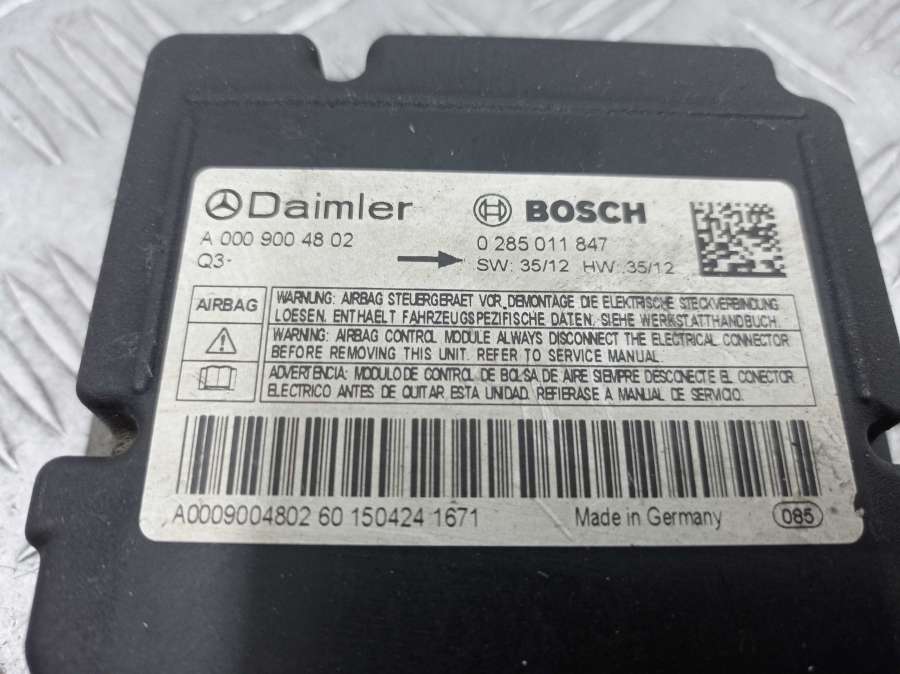 Daimler
BOSCH
A 000 900 48 02
0 285 011 847
Q3-
SW: 35/12 HW: 35/12
AIRBAG
WARNUNG: AIRBAG STEUERGERAET VOR DEMONTAGE DIE ELEKTRISCHE STECKVERBINDUNG
LOESEN. ENTHAELT FAHRZEUGSPEZIFISCHE DATEN. SIEHE WERKSTATTHANDBUCH.
WARNING: AIRBAG CONTROL MODULE ALWAYS DISCONNECT THE ELECTRICAL CONNECTOR
BEFORE REMOVING THIS UNIT. REFER TO SERVICE MANUAL
ADVERTENCIA: MODULO DE CONTROL DE BOLSA DE AIRE SIEMPRE DESCONECTE EL CONECTOR
ELECTRICO ANTES DE QUITAR ESTA UNIDAD. REFIERASE A MANUAL DE SERVICIO.
A0009004802 60 150424 1671
Made in Germany
085